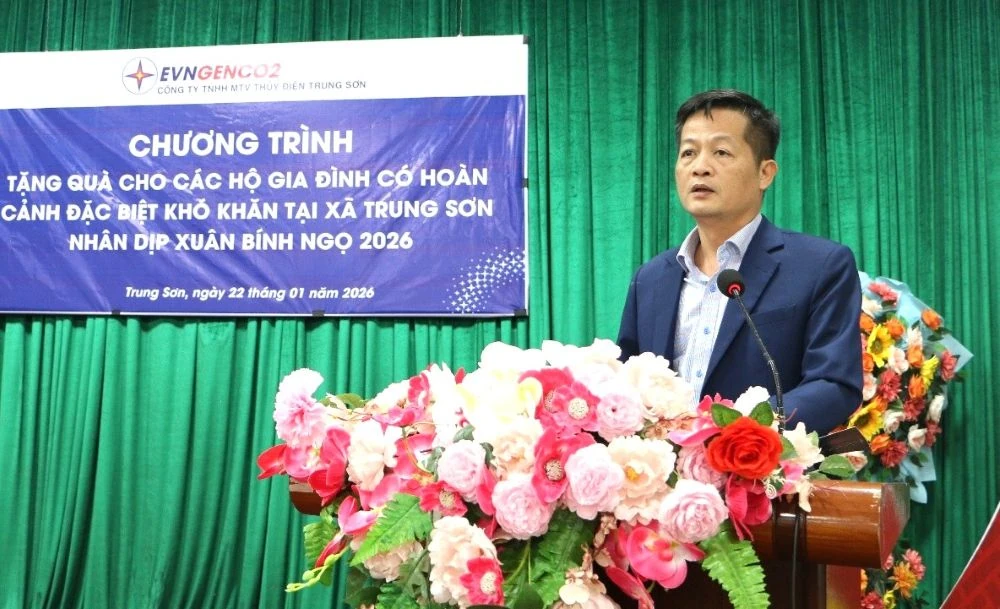 EVNGENCO2
CÔNG TY TNHH MTV THỦY ĐIỆN TRUNG SƠN
CHƯƠNG TRÌNH
TẶNG QUÀ CHO CÁC HỘ GIA ĐÌNH CÓ HOÀN
CẢNH ĐẶC BIỆT KHÓ KHĂN TẠI XÃ TRUNG SƠN
NHÂN DỊP XUÂN BÍNH NGỌ 2026
Trung Sơn, ngày 22 tháng 01 năm 2026